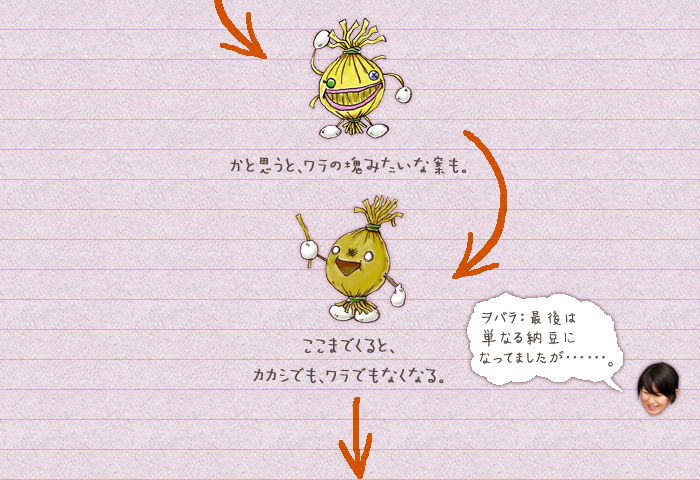 かと思うと、ワラの塊みたいな案も。
ここまでくると、
カカシでも、ワラでもなくなる。
ヲバラ：最後は
単なる納豆に
なってましたが‥‥‥。